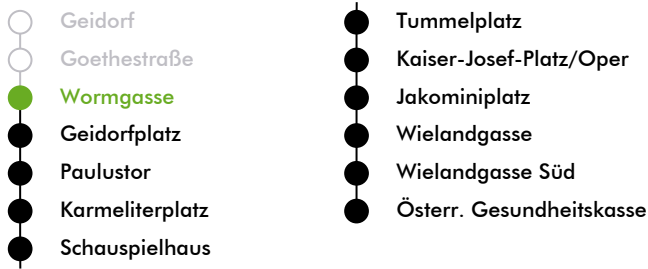 Geidorf
Goethestraße
Wormgasse
Geidorfplatz
Paulustor
Karmeliterplatz
Schauspielhaus
Tummelplatz
Kaiser-Josef-Platz/Oper
Jakominiplatz
Wielandgasse
Wielandgasse Süd
Österr. Gesundheitskasse